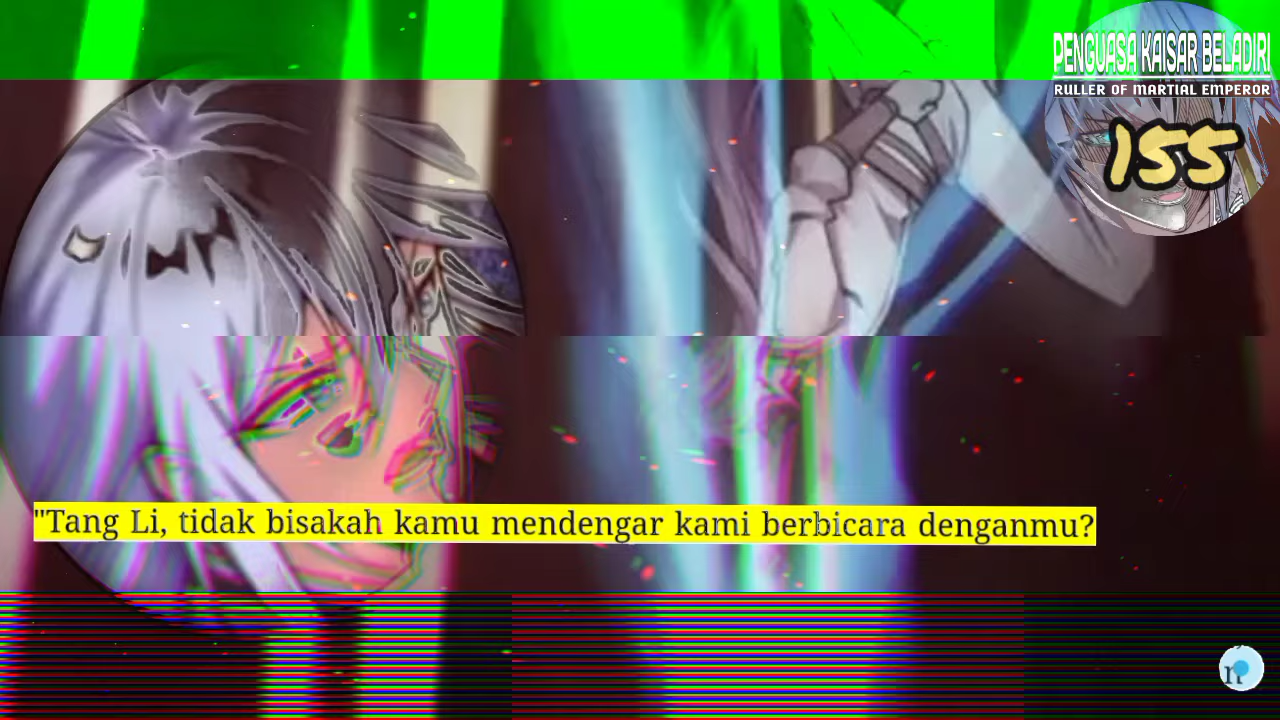 PENGUASA KAISAR BELADIRI
RULLER OF MARTIAL EMPEROR
155
"Tang Li, tidak bisakah kamu mendengar kami berbicara denganmu?
n